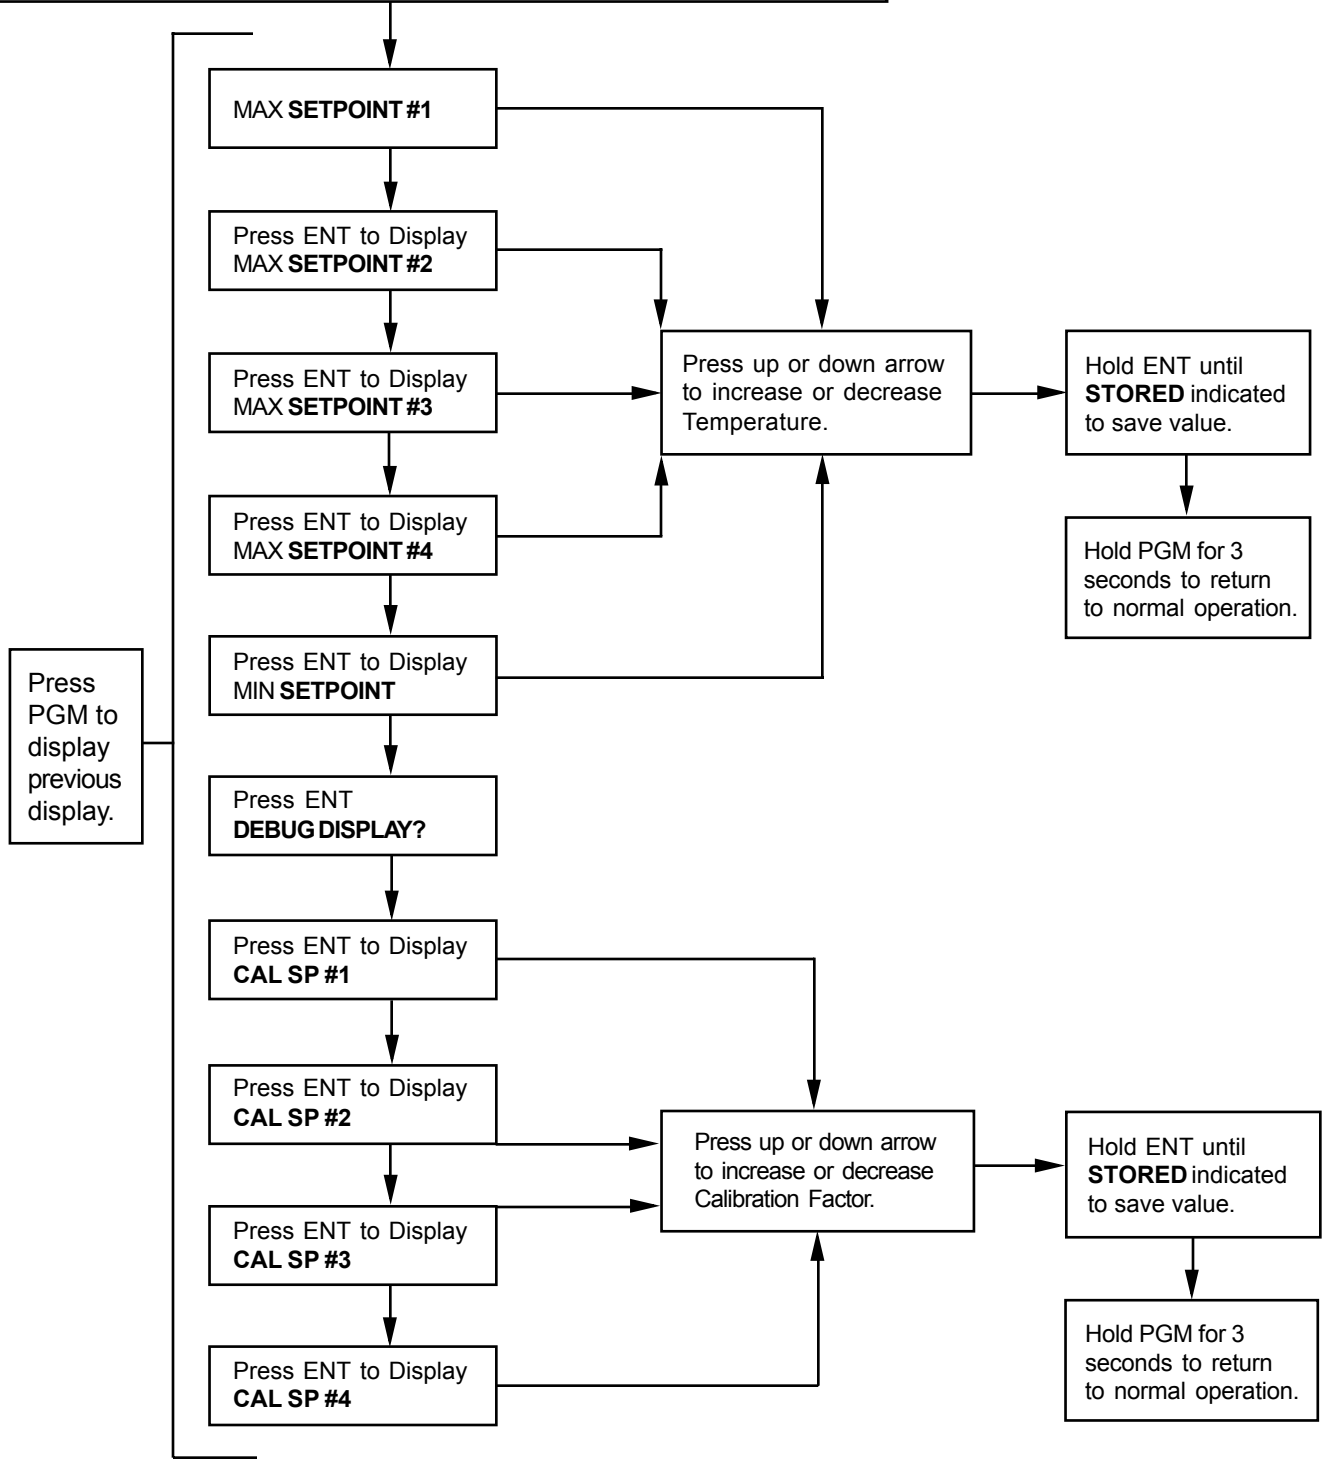 MAX SETPOINT #1
Press ENT to Display
MAX SETPOINT #2
Press ENT to Display
MAX SETPOINT #3
Press ENT to Display
MAX SETPOINT #4
Press ENT to Display
MIN SETPOINT
Press up or down arrow
to increase or decrease
Temperature.
Hold ENT until
STORED indicated
to save value.
Hold PGM for 3
seconds to return
to normal operation.
Press
PGM to
display
previous
display.
Press ENT
DEBUG DISPLAY?
Press ENT to Display
CAL SP #1
Press ENT to Display
CAL SP #2
Press ENT to Display
CAL SP #3
Press ENT to Display
CAL SP #4
Press up or down arrow
to increase or decrease
Calibration Factor.
Hold ENT until
STORED indicated
to save value.
Hold PGM for 3
seconds to return
to normal operation.